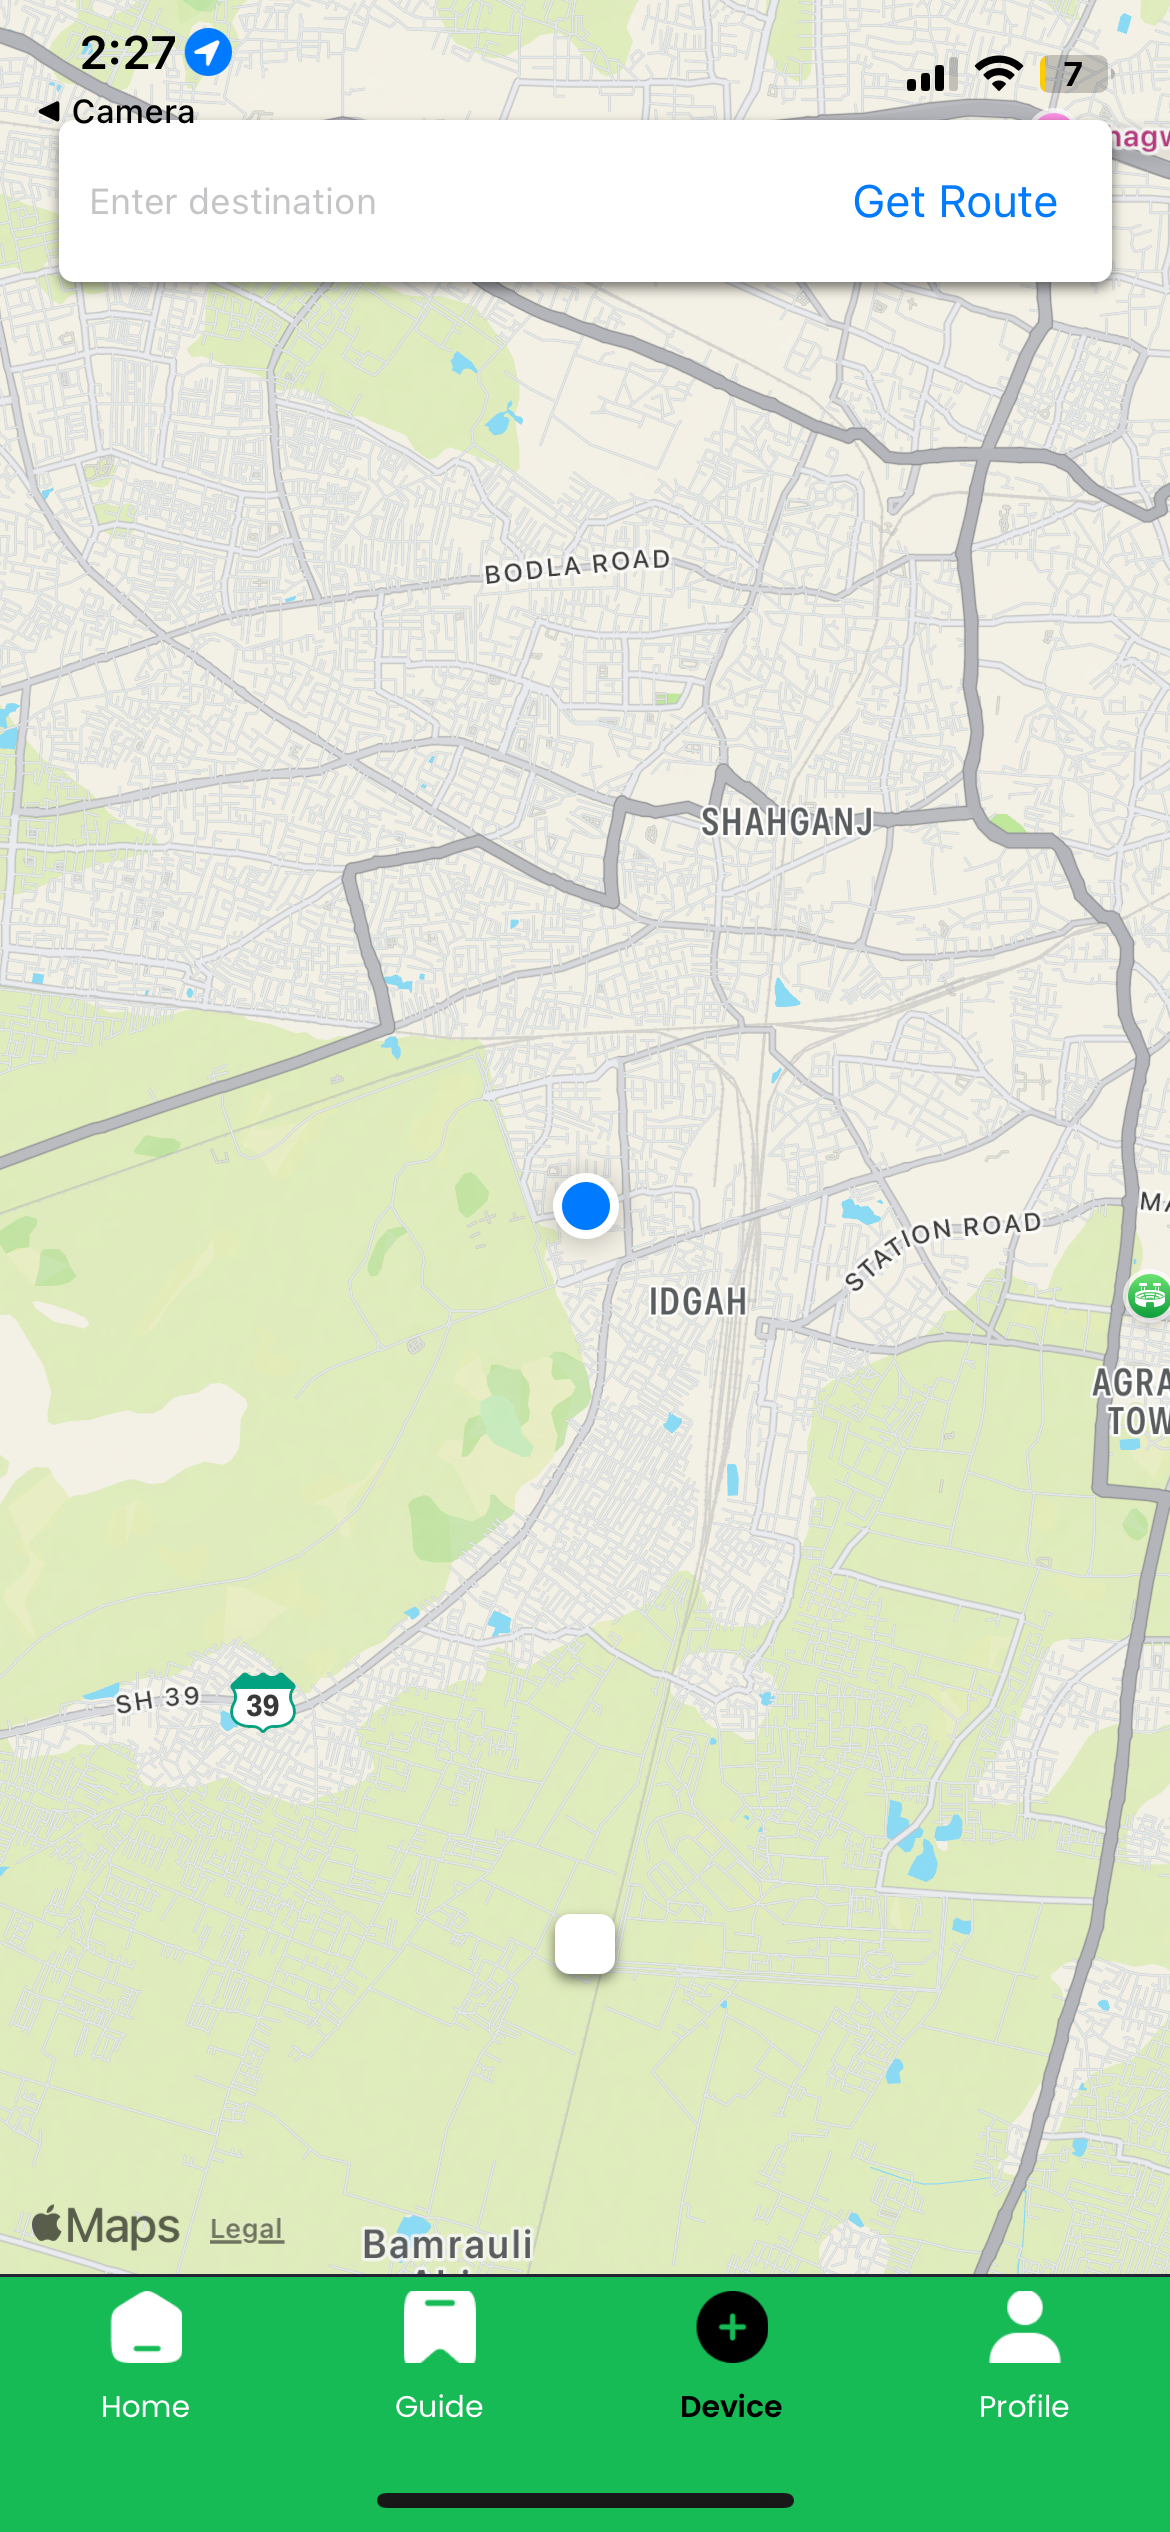 2:27
7
◀ Camera
Enter destination
Get Route
BODLA ROAD
SHAHGANJ
STATION ROAD
IDGAH
AGRA
SH 39
39
Maps
Legal
Bamrauli
Home
Guide
Device
Profile